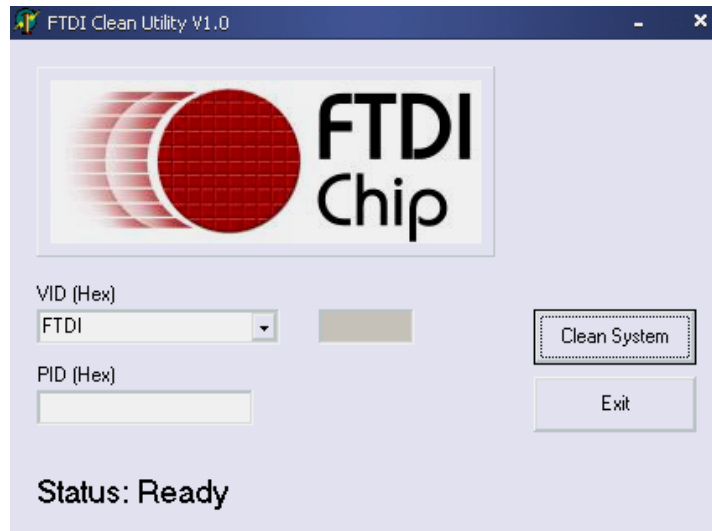 FTDI Clean Utility V1.0
FTDI
Chip
VID (Hex)
FTDI
Clean System
PID (Hex)
Exit
Status: Ready